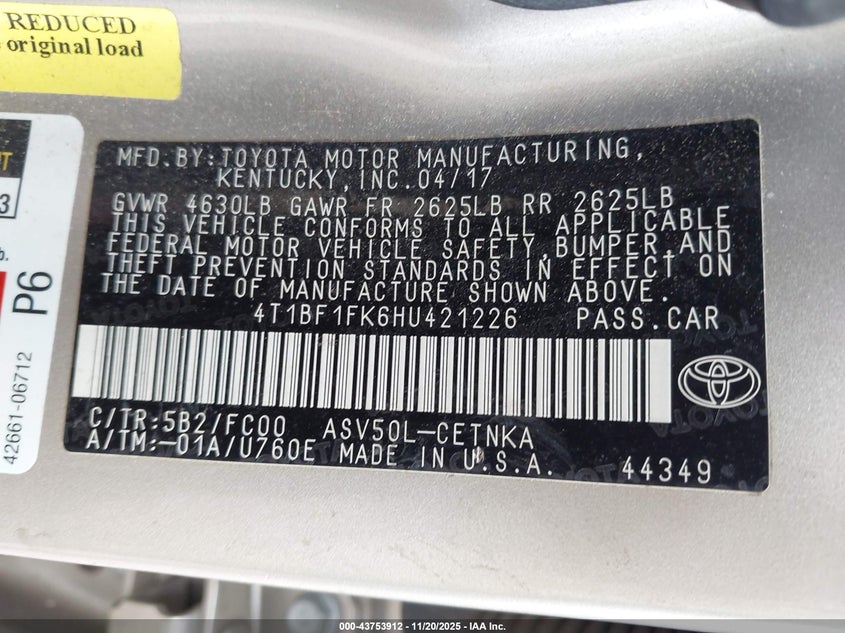 REDUCED
original load
3
P6
42661-06712
MFD.BY:TOYOTA MOTOR MANUFACTURING,
KENTUCKY,INC.04/17
GVWR 4630LB GAWR FR 2625LB RR 2625LB
THIS VEHICLE CONFORMS TO ALL APPLICABLE
FEDERAL MOTOR VEHICLE SAFETY,BUMPER,AND
THEFT PREVENTION STANDARDS IN EFFECT ON
THE DATE OF MANUFACTURE SHOWN ABOVE.
4T1BF1FK6HU421226 PASS.CAR
C/TR:5B2/FC00 ASV50L-CETNKA
A/TM:-01A/U760E MADE IN U.S.A.
44349
000-43753912 - 11/20/2025 - IAA Inc.